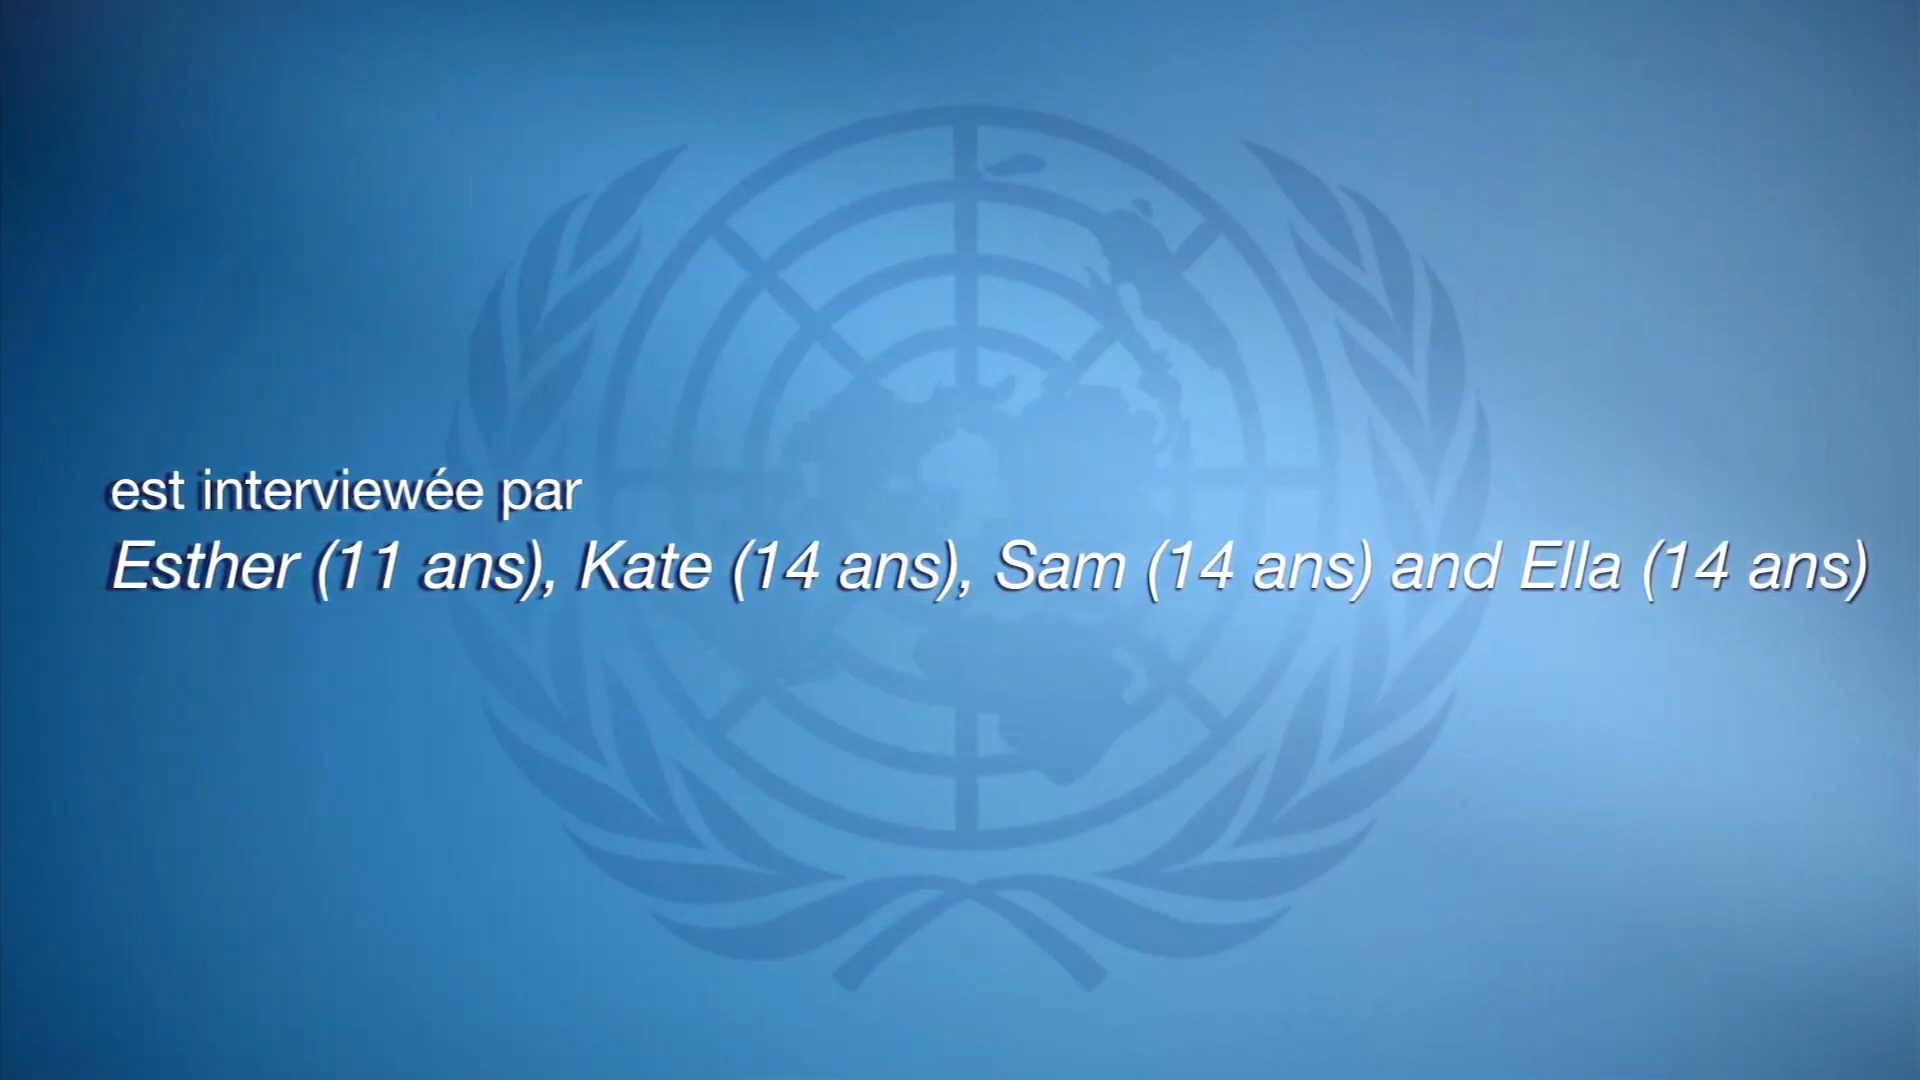 est interviewée par
Esther (11 ans), Kate (14 ans), Sam (14 ans) and Ella (14 ans)